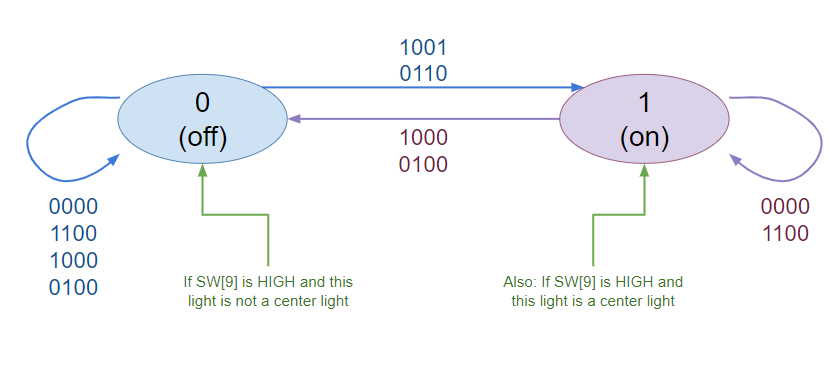 1001
0110
0
(off)
1
(on)
1000
0100
0000
1100
1000
0100
0000
1100
If SW[9] is HIGH and this
light is not a center light
Also: If SW[9] is HIGH and
this light is a center light